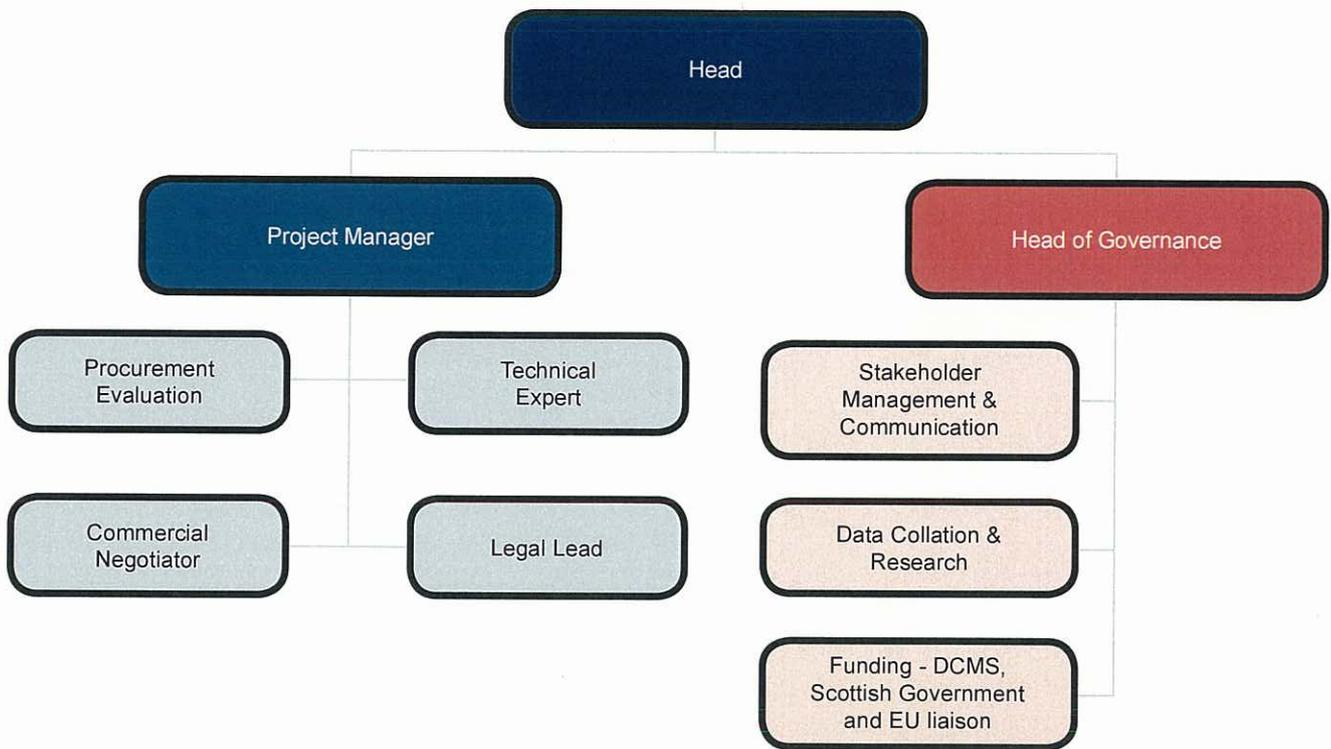 Head
Project Manager
Head of Governance
Procurement
Evaluation
Technical
Expert
Stakeholder
Management &
Communication
Commercial
Negotiator
Legal Lead
Data Collation &
Research
Funding - DCMS,
Scottish Government
and EU liaison